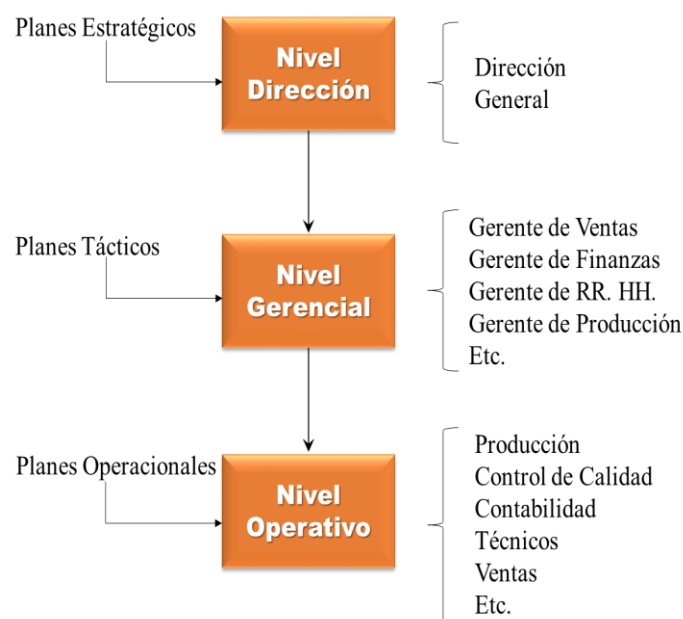 Planes Estratégicos
Nivel
Dirección
Dirección
General
Planes Tácticos
Nivel
Gerencial
Gerente de Ventas
Gerente de Finanzas
Gerente de RR. HH.
Gerente de Producción
Etc.
Planes Operacionales
Nivel
Operativo
Producción
Control de Calidad
Contabilidad
Técnicos
Ventas
Etc.